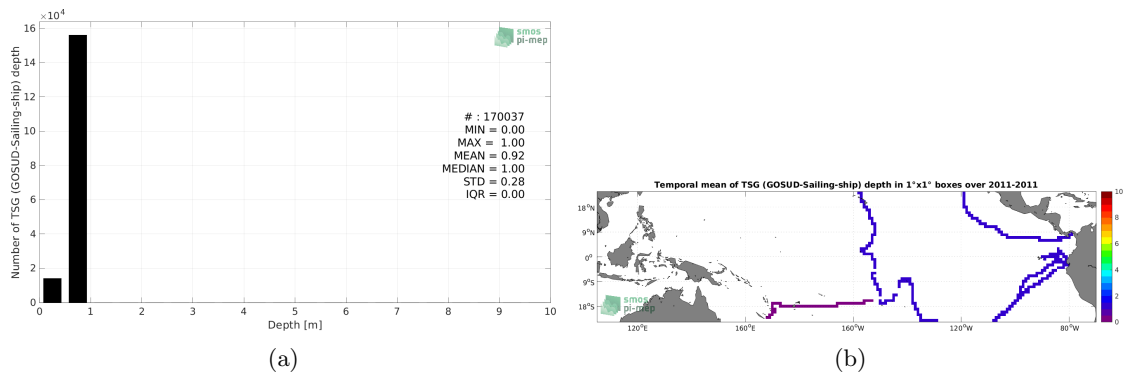 ×10⁴
16
14
12
10
8
6
4
2
0
Number of TSG (GOSUD-Sailing-ship) depth
smos
pi-mep
# : 170037
MIN = 0.00
MAX = 1.00
MEAN = 0.92
MEDIAN = 1.00
STD = 0.28
IQR = 0.00
0 1 2 3 4 5 6 7 8 9 10
Depth [m]
(a)
Temporal mean of TSG (GOSUD-Sailing-ship) depth in 1°x1° boxes over 2011-2011
18°N
9°N
0°
9°S
18°S
smos
pi-mep
120°E 160°E 160°W 120°W 80°W
10
8
6
4
2
0
(b)